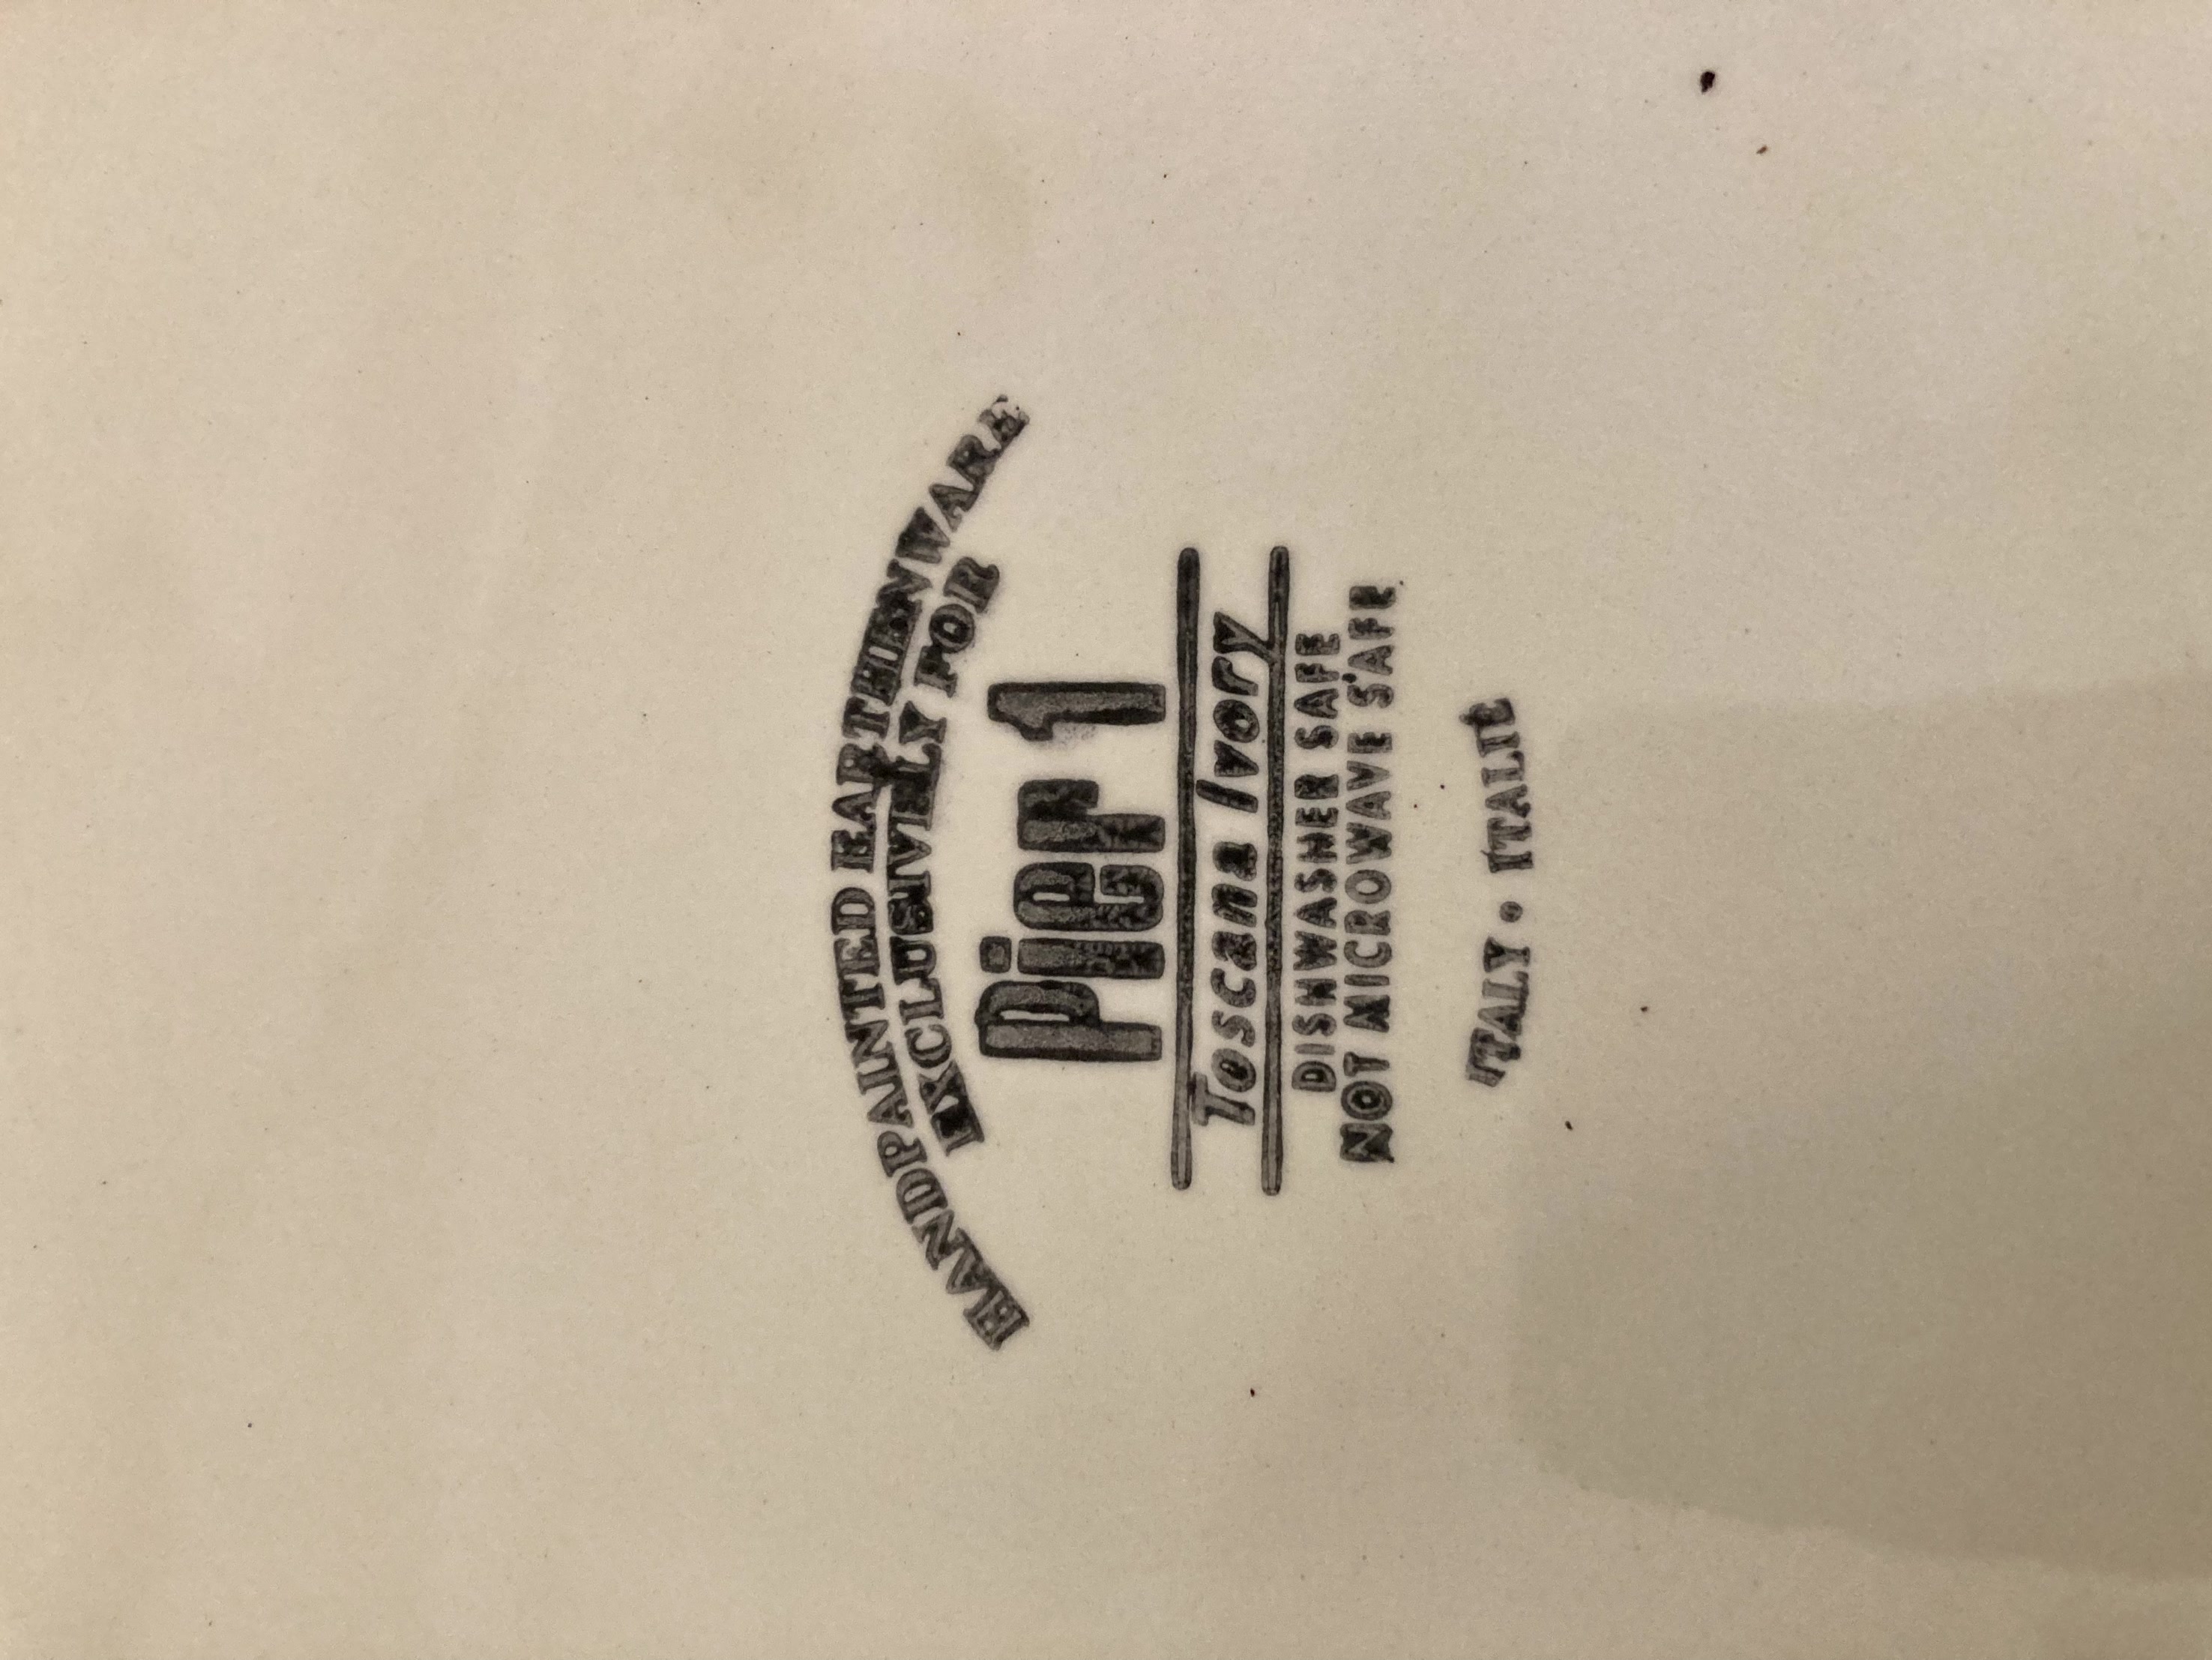 HANDPAINTED EARTHENWARE
EXCLUSIVELY FOR
Pier 1
Toscana Ivory
DISHWASHER SAFE
NOT MICROWAVE SAFE
ITALY • ITALIE